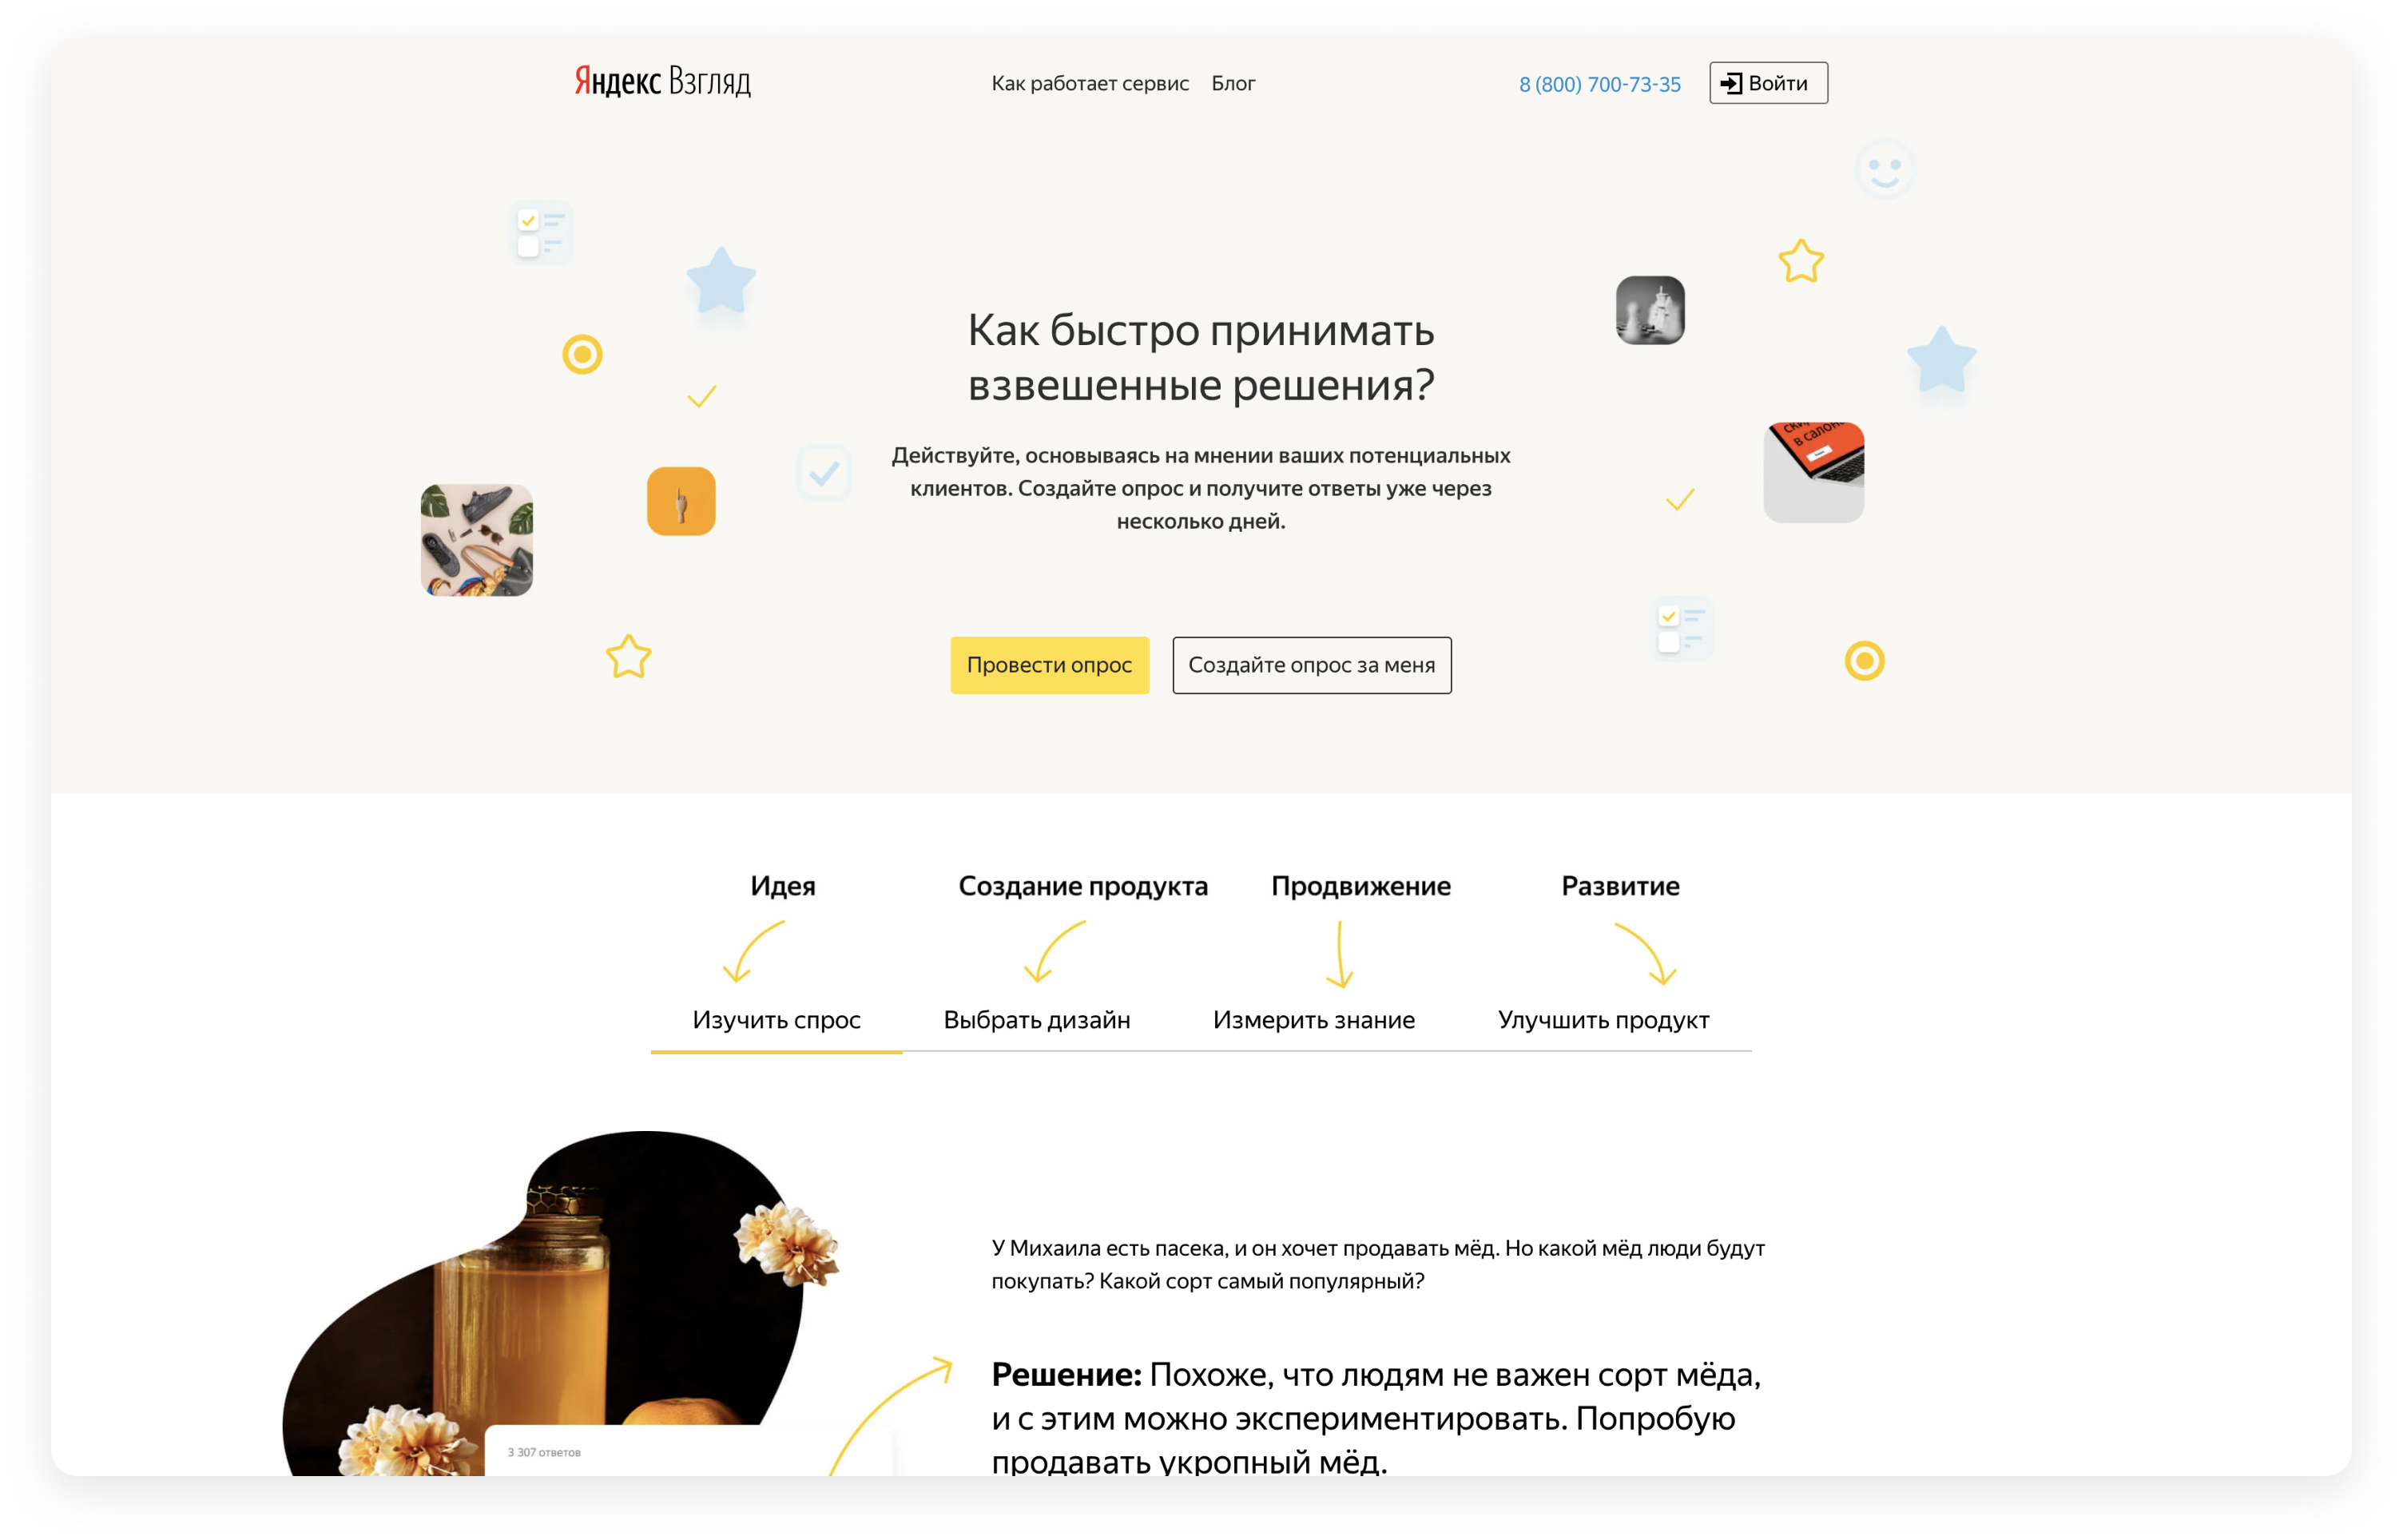 Яндекс Взгляд
Как работает сервис
Блог
8 (800) 700-73-35
Войти
Как быстро принимать
взвешенные решения?
Действуйте, основываясь на мнении ваших потенциальных
клиентов. Создайте опрос и получите ответы уже через
несколько дней.
в салоне
Провести опрос
Создайте опрос за меня
Идея
Создание продукта
Продвижение
Развитие
Изучить спрос
Выбрать дизайн
Измерить знание
Улучшить продукт
У Михаила есть пасека, и он хочет продавать мёд. Но какой мёд люди будут
покупать? Какой сорт самый популярный?
Решение: Похоже, что людям не важен сорт мёда,
и с этим можно экспериментировать. Попробую
продавать укропный мёд.
3 307 ответов